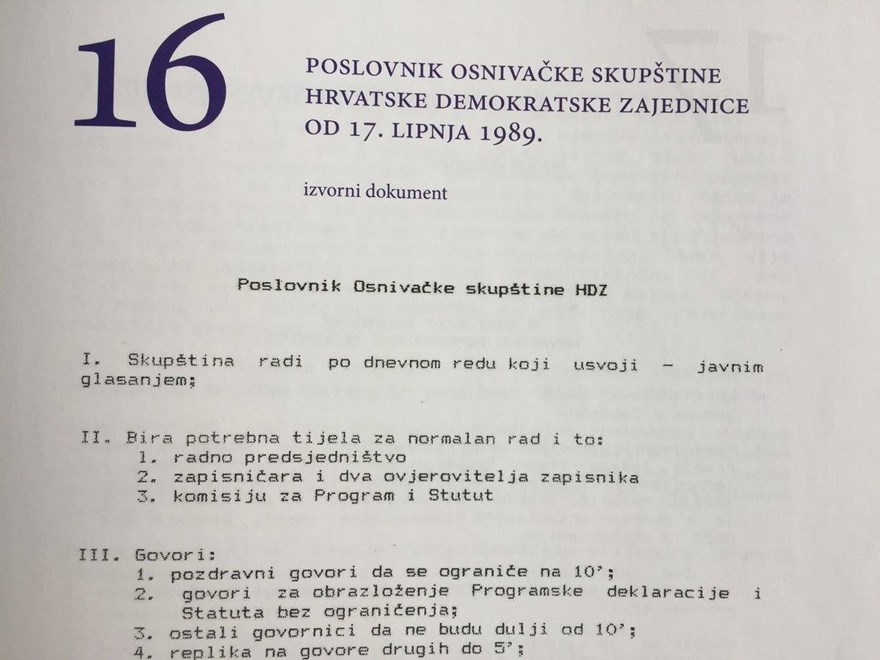 16
POSLOVNIK OSNIVAČKE SKUPŠTINE
HRVATSKE DEMOKRATSKE ZAJEDNICE
OD 17. LIPNJA 1989.
izvorni dokument
Poslovnik Osnivačke skupštine HDZ
I. Skupština radi po dnevnom redu koji usvoji – javnim
glasanjem;
II. Bira potrebna tijela za normalan rad i to:
1. radno predsjedništvo
2. zapisničara i dva ovjerovitelja zapisnika
3. komisiju za Program i Statut
III. Govori:
1. pozdravni govori da se ograniče na 10';
2. govori za obrazloženje Programske deklaracije i
Statuta bez ograničenja;
3. ostali govornici da ne budu dulji od 10';
4. replika na govore drugih do 5';